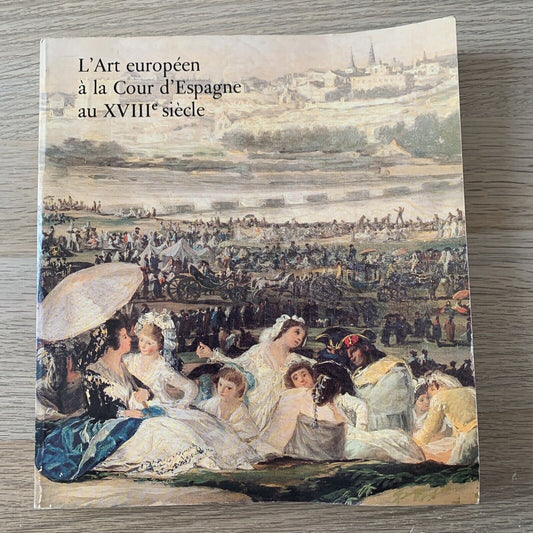 L'Art européen
à la Cour d'Espagne
au XVIIIe siècle